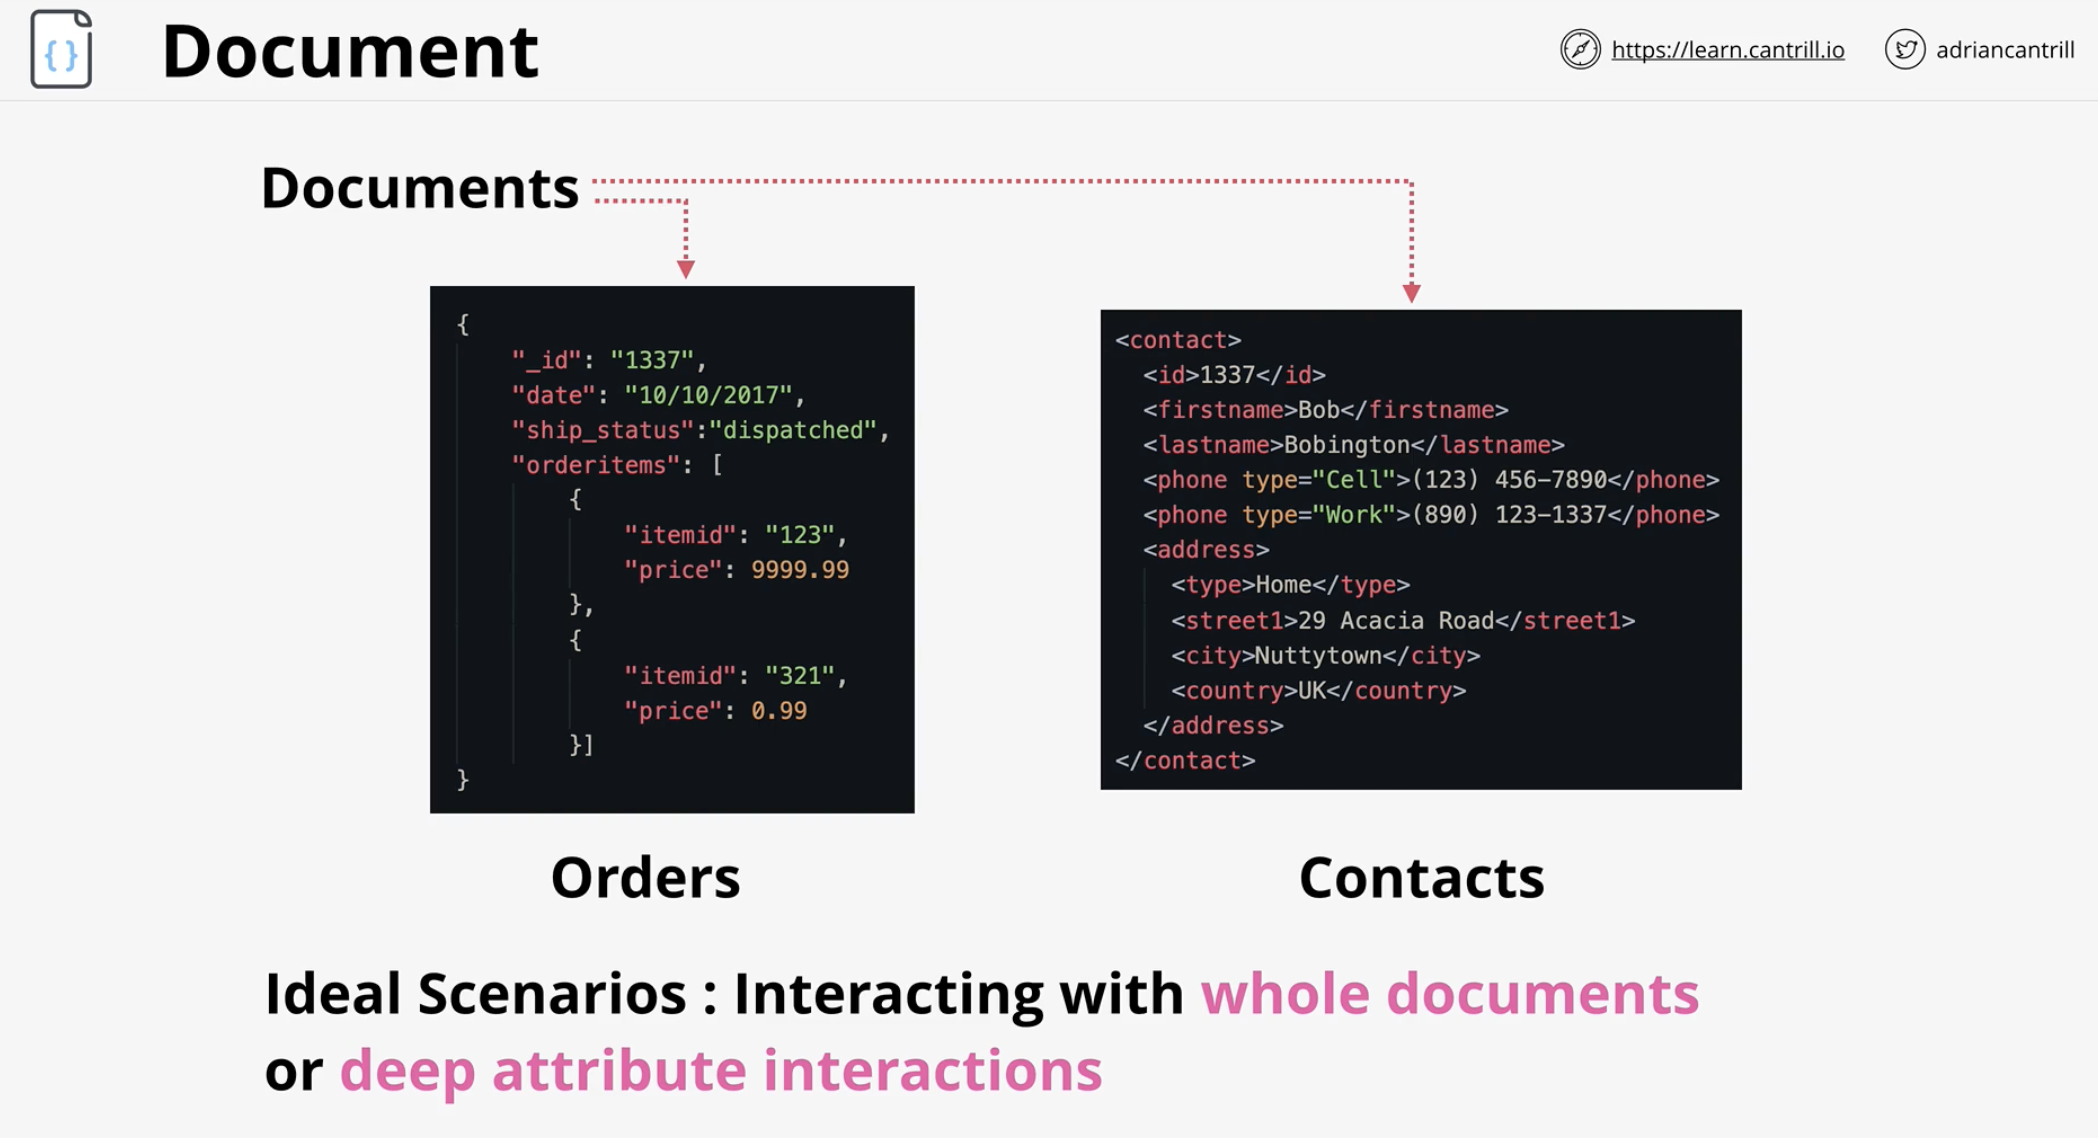 { }
Document
https://learn.cantrill.io
adriancantrill
Documents
{
    "_id": "1337",
    "date": "10/10/2017",
    "ship_status":"dispatched",
    "orderitems": [
        {
            "itemid": "123",
            "price": 9999.99
        },
        {
            "itemid": "321",
            "price": 0.99
        }]
}
<contact>
  <id>1337</id>
  <firstname>Bob</firstname>
  <lastname>Bobington</lastname>
  <phone type="Cell">(123) 456-7890</phone>
  <phone type="Work">(890) 123-1337</phone>
  <address>
    <type>Home</type>
    <street1>29 Acacia Road</street1>
    <city>Nuttytown</city>
    <country>UK</country>
  </address>
</contact>
Orders
Contacts
Ideal Scenarios : Interacting with whole documents
or deep attribute interactions